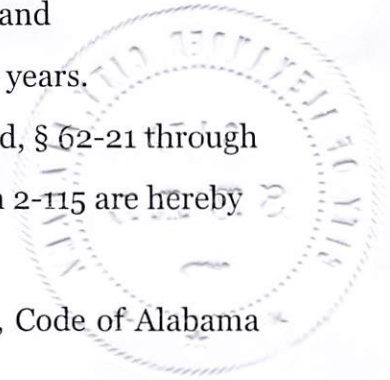 and
years.
d, § 62-21 through
2-115 are hereby
, Code of Alabama